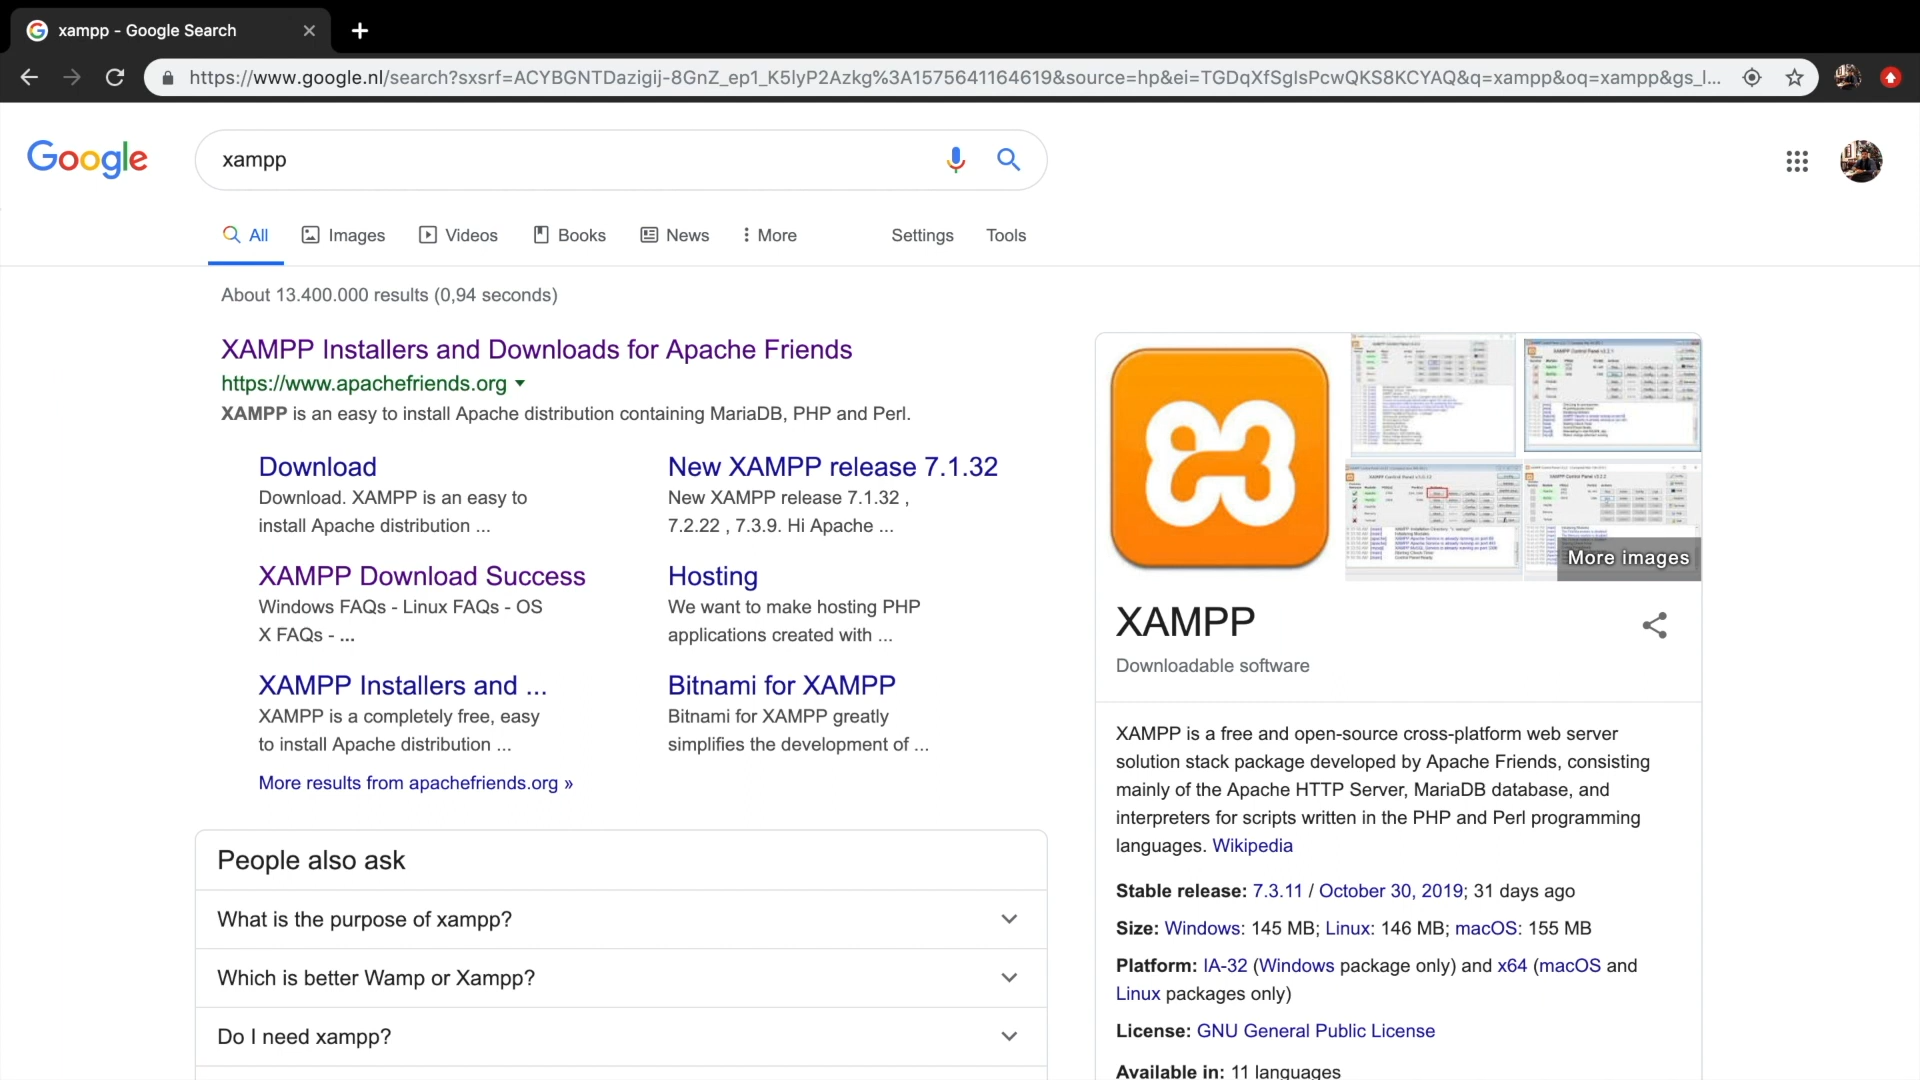 xampp - Google Search
https://www.google.nl/search?sxsrf=ACYBGNTDazigij-8GnZ_ep1_K5lyP2Azkg%3A1575641164619&source=hp&ei=TGDqXfSgIsPcwQKS8KCYAQ&q=xampp&oq=xampp&gs_l...
Google
xampp
All
Images
Videos
Books
News
More
Settings
Tools
About 13.400.000 results (0,94 seconds)
XAMPP Installers and Downloads for Apache Friends
https://www.apachefriends.org
XAMPP is an easy to install Apache distribution containing MariaDB, PHP and Perl.
Download
Download. XAMPP is an easy to
install Apache distribution ...
New XAMPP release 7.1.32
New XAMPP release 7.1.32 ,
7.2.22 , 7.3.9. Hi Apache ...
XAMPP Download Success
Windows FAQs - Linux FAQs - OS
X FAQs - ...
Hosting
We want to make hosting PHP
applications created with ...
XAMPP Installers and ...
XAMPP is a completely free, easy
to install Apache distribution ...
Bitnami for XAMPP
Bitnami for XAMPP greatly
simplifies the development of ...
More results from apachefriends.org »
People also ask
What is the purpose of xampp?
Which is better Wamp or Xampp?
Do I need xampp?
More images
XAMPP
Downloadable software
XAMPP is a free and open-source cross-platform web server
solution stack package developed by Apache Friends, consisting
mainly of the Apache HTTP Server, MariaDB database, and
interpreters for scripts written in the PHP and Perl programming
languages. Wikipedia
Stable release: 7.3.11 / October 30, 2019; 31 days ago
Size: Windows: 145 MB; Linux: 146 MB; macOS: 155 MB
Platform: IA-32 (Windows package only) and x64 (macOS and
Linux packages only)
License: GNU General Public License
Available in: 11 languages